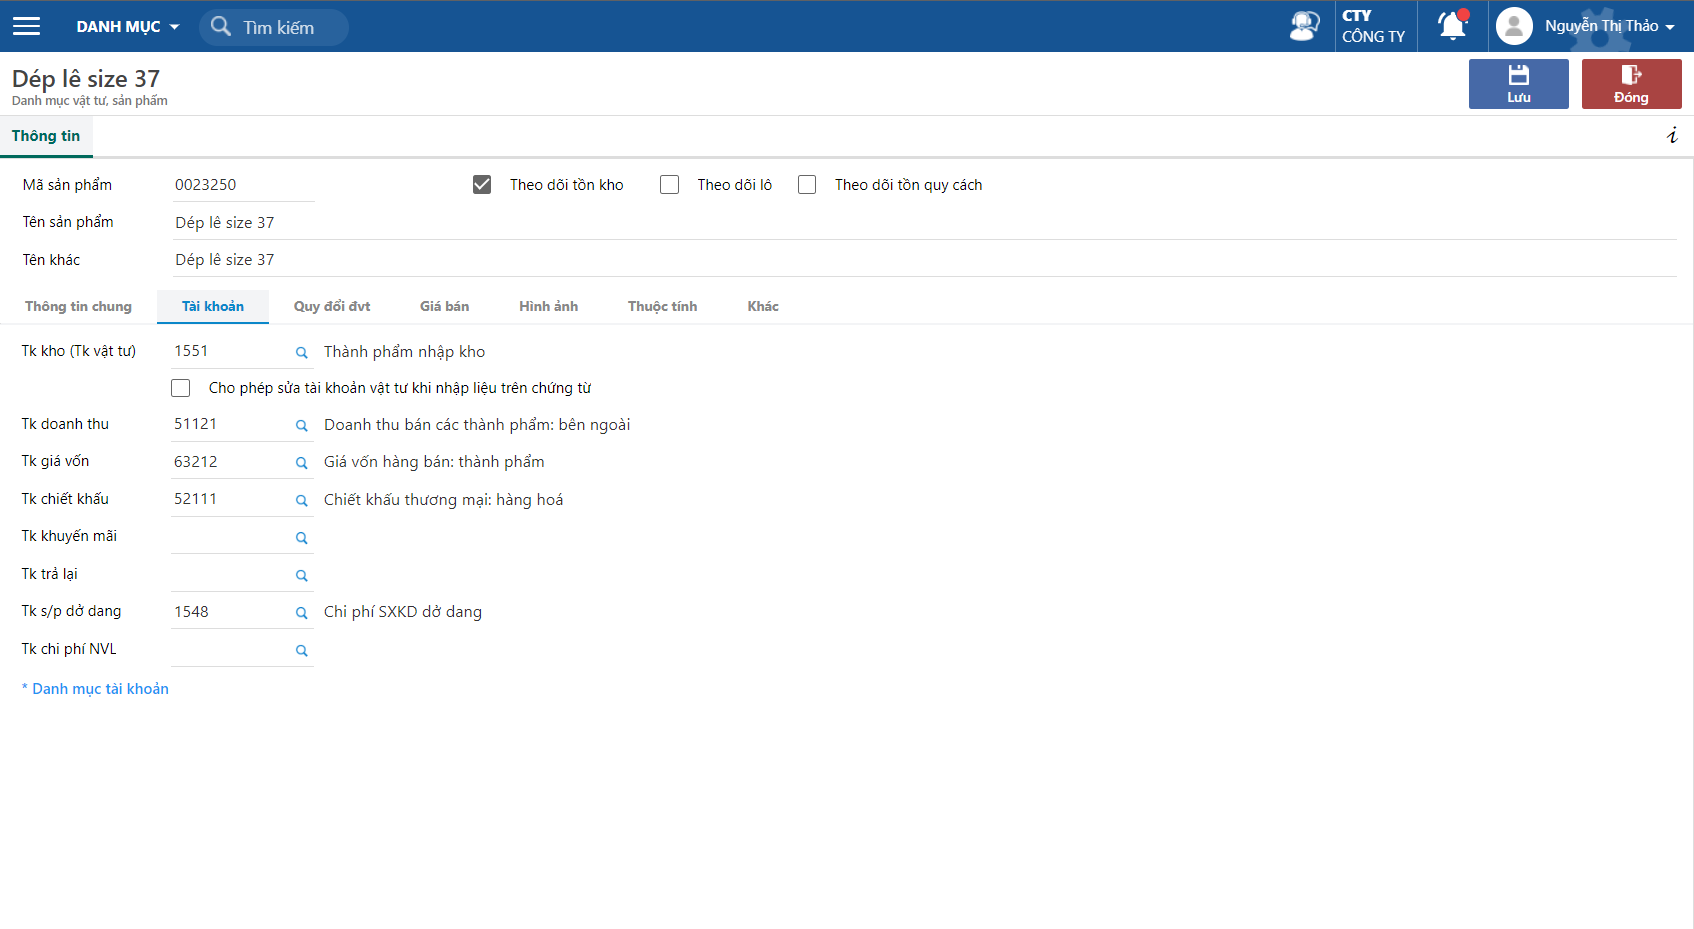 DANH MỤC
Tìm kiếm
CTY
CÔNG TY
Nguyễn Thị Thảo
Dép lê size 37
Danh mục vật tư, sản phẩm
Lưu
Đóng
Thông tin
i
Mã sản phẩm 0023250 Theo dõi tồn kho Theo dõi lô Theo dõi tồn quy cách
Tên sản phẩm Dép lê size 37
Tên khác Dép lê size 37
Thông tin chung Tài khoản Quy đổi đvt Giá bán Hình ảnh Thuộc tính Khác
Tk kho (Tk vật tư) 1551 Thành phẩm nhập kho
Cho phép sửa tài khoản vật tư khi nhập liệu trên chứng từ
Tk doanh thu 51121 Doanh thu bán các thành phẩm: bên ngoài
Tk giá vốn 63212 Giá vốn hàng bán: thành phẩm
Tk chiết khấu 52111 Chiết khấu thương mại: hàng hoá
Tk khuyến mãi
Tk trả lại
Tk s/p dở dang 1548 Chi phí SXKD dở dang
Tk chi phí NVL
* Danh mục tài khoản